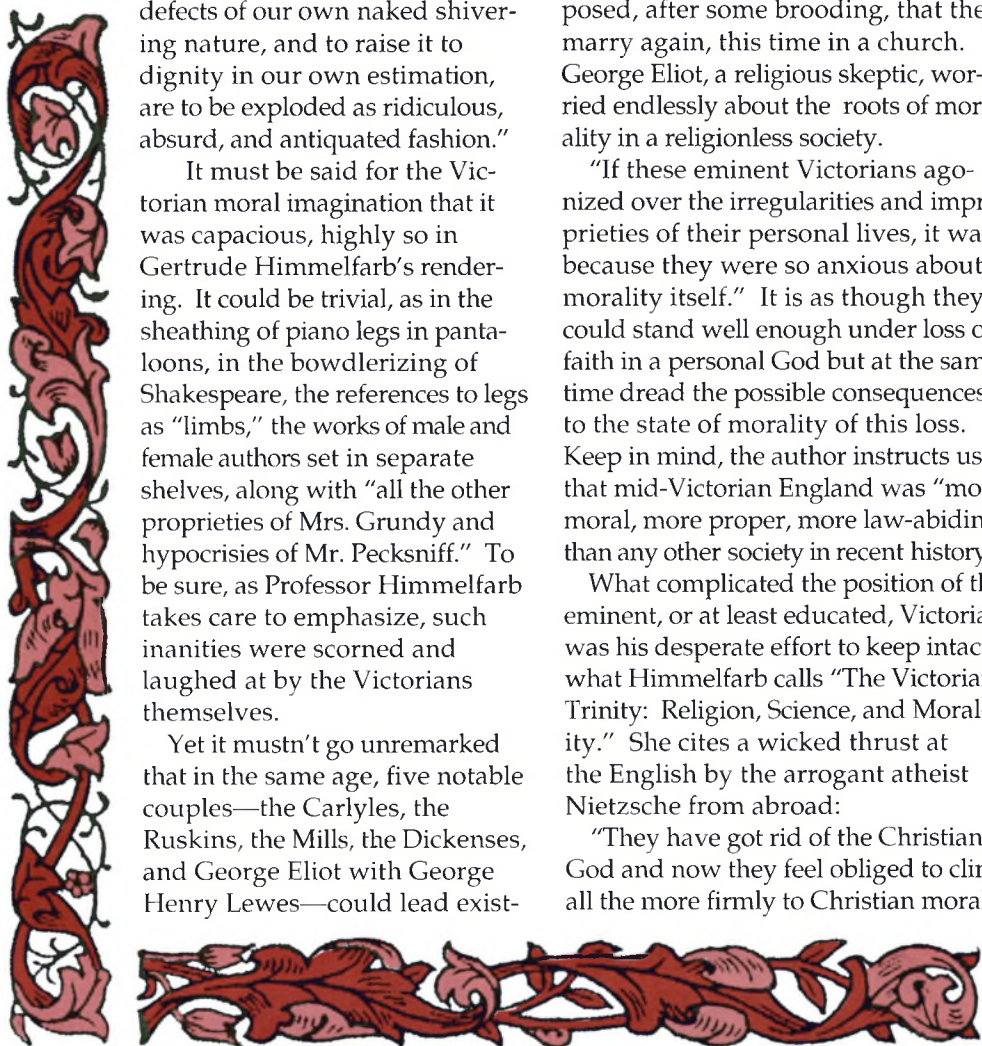 defects of our own naked shiver-
ing nature, and to raise it to
dignity in our own estimation,
are to be exploded as ridiculous,
absurd, and antiquated fashion."
It must be said for the Vic-
torian moral imagination that it
was capacious, highly so in
Gertrude Himmelfarb's render-
ing. It could be trivial, as in the
sheathing of piano legs in panta-
loons, in the bowdlerizing of
Shakespeare, the references to legs
as "limbs," the works of male and
female authors set in separate
shelves, along with "all the other
proprieties of Mrs. Grundy and
hypocrisies of Mr. Pecksniff." To
be sure, as Professor Himmelfarb
takes care to emphasize, such
inanities were scorned and
laughed at by the Victorians
themselves.
Yet it mustn't go unremarked
that in the same age, five notable
couples—the Carlyles, the
Ruskins, the Mills, the Dickenses,
and George Eliot with George
Henry Lewes—could lead exist-
posed, after some brooding, that the
marry again, this time in a church.
George Eliot, a religious skeptic, wor-
ried endlessly about the roots of mor
ality in a religionless society.
"If these eminent Victorians ago-
nized over the irregularities and impr
prieties of their personal lives, it wa
because they were so anxious about
morality itself." It is as though they
could stand well enough under loss o
faith in a personal God but at the sam
time dread the possible consequences
to the state of morality of this loss.
Keep in mind, the author instructs us
that mid-Victorian England was "mo
moral, more proper, more law-abidin
than any other society in recent history
What complicated the position of th
eminent, or at least educated, Victoria
was his desperate effort to keep intac
what Himmelfarb calls "The Victoria
Trinity: Religion, Science, and Moral
ity." She cites a wicked thrust at
the English by the arrogant atheist
Nietzsche from abroad:
"They have got rid of the Christian
God and now they feel obliged to clin
all the more firmly to Christian mora